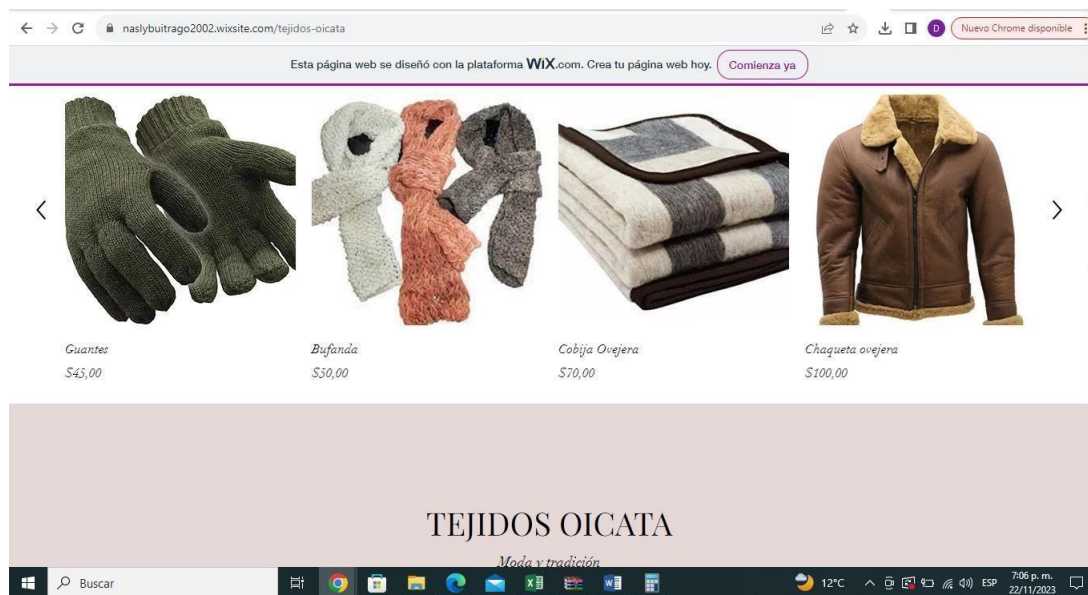 naslybuitrago2002.wixsite.com/tejidos-oicata
D
Nuevo Chrome disponible
Esta página web se diseñó con la plataforma WiX.com. Crea tu página web hoy.
Comienza ya
Guantes
Bufanda
Cobija Ovejera
Chaqueta ovejera
$45,00
$50,00
$70,00
$100,00
TEJIDOS OICATA
Moda y tradición
Buscar
12°C
ESP
7:06 p. m.
22/11/2023